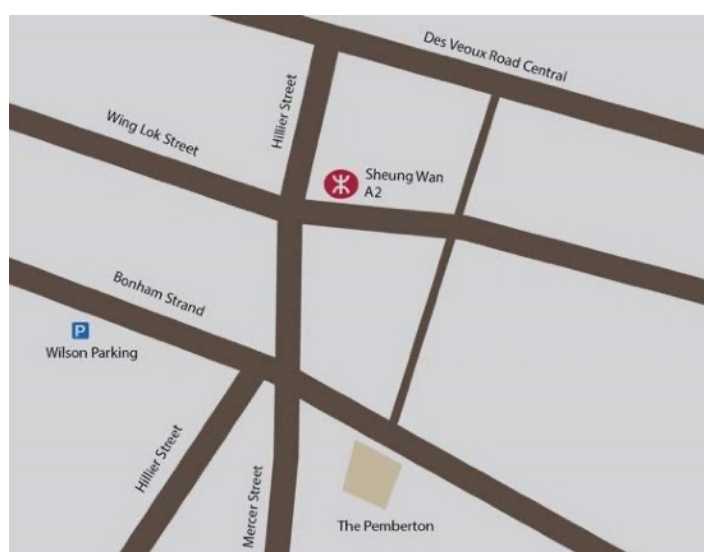 Des Veoux Road Central
Hillier Street
Wing Lok Street
Sheung Wan
A2
Bonham Strand
P
Wilson Parking
Hillier Street
Mercer Street
The Pemberton